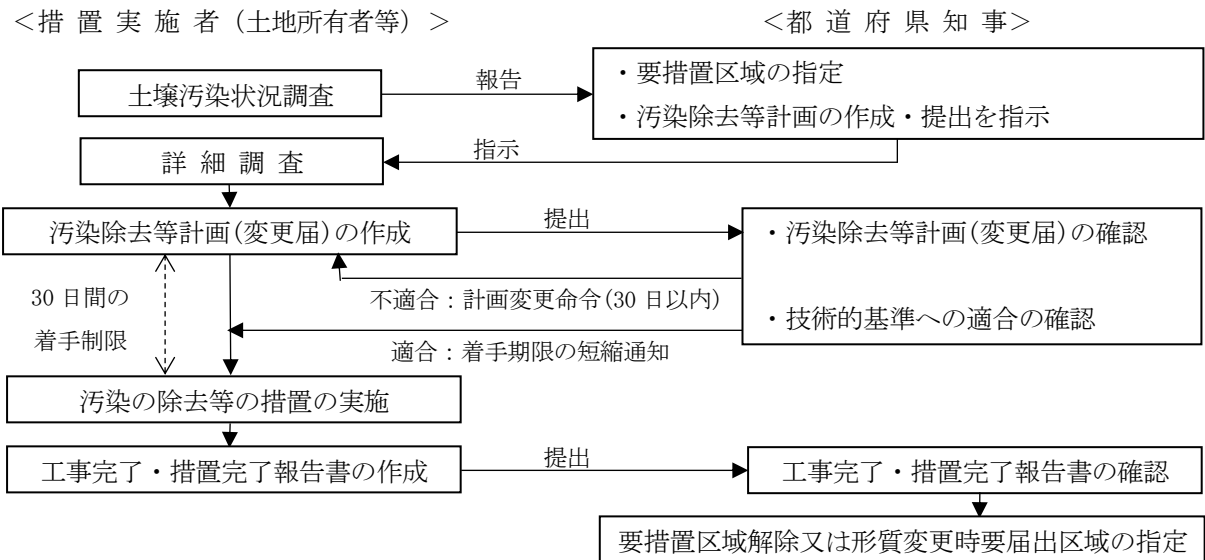 ＜措 置 実 施 者（土地所有者等）＞
＜都 道 府 県 知 事＞
土壌汚染状況調査
報告
・要措置区域の指定
・汚染除去等計画の作成・提出を指示
詳 細 調 査
指示
汚染除去等計画(変更届)の作成
提出
・汚染除去等計画(変更届)の確認
30 日間の
着手制限
不適合：計画変更命令(30 日以内)
・技術的基準への適合の確認
適合：着手期限の短縮通知
汚染の除去等の措置の実施
工事完了・措置完了報告書の作成
提出
工事完了・措置完了報告書の確認
要措置区域解除又は形質変更時要届出区域の指定